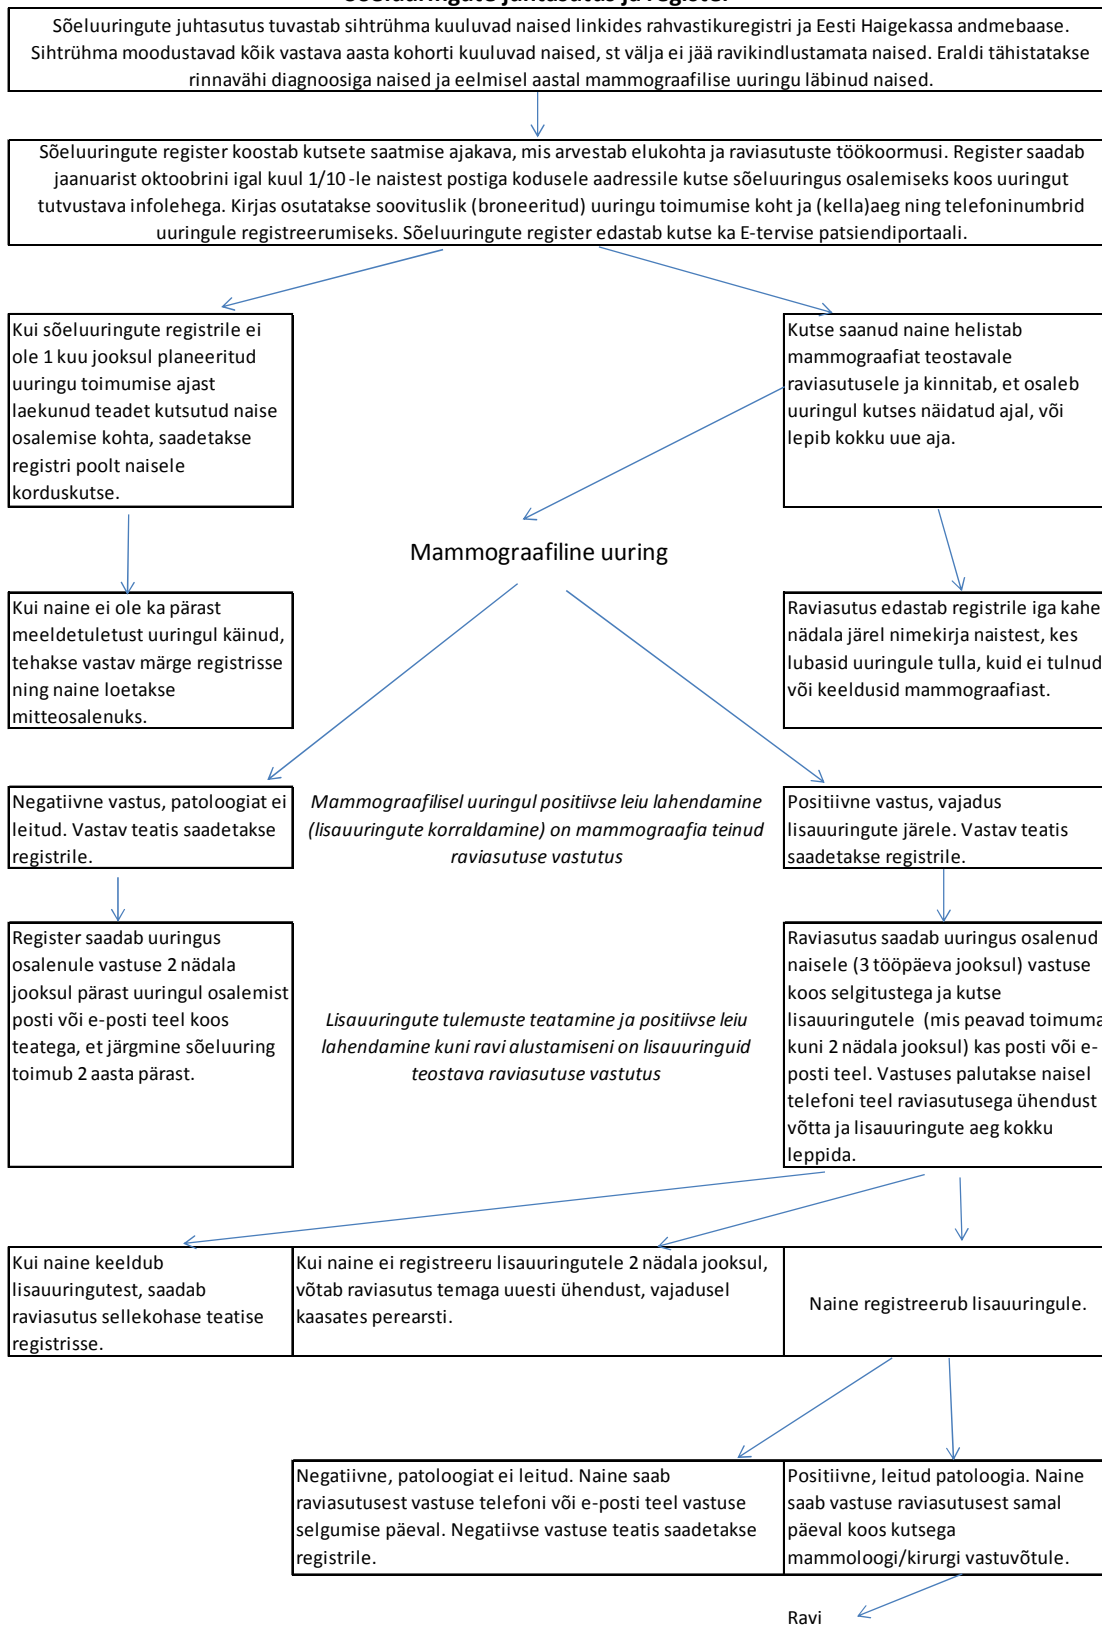 Sõeluuringute juhtasutus ja register
Sõeluuringute juhtasutus tuvastab sihtrühma kuuluvad naised linkides rahvastikuregistri ja Eesti Haigekassa andmebaase.
Sihtrühma moodustavad kõik vastava aasta kohorti kuuluvad naised, st välja ei jää ravikindlustamata naised. Eraldi tähistatakse
rinnavähi diagnoosiga naised ja eelmisel aastal mammograafilise uuringu läbinud naised.
Sõeluuringute register koostab kutsete saatmise ajakava, mis arvestab elukohta ja raviasutuste töökoormusi. Register saadab
jaanuarist oktoobrini igal kuul 1/10 -le naistest postiga kodusele aadressile kutse sõeluuringus osalemiseks koos uuringut
tutvustava infolehega. Kirjas osutatakse soovituslik (broneeritud) uuringu toimumise koht ja (kella)aeg ning telefoninumbrid
uuringule registreerumiseks. Sõeluuringute register edastab kutse ka E-tervise patsiendiportaali.
Kui sõeluuringute registrile ei
ole 1 kuu jooksul planeeritud
uuringu toimumise ajast
laekunud teadet kutsutud naise
osalemise kohta, saadetakse
registri poolt naisele
korduskutse.
Kutse saanud naine helistab
mammograafiat teostavale
raviasutusele ja kinnitab, et osaleb
uuringul kutses näidatud ajal, või
lepib kokku uue aja.
Mammograafiline uuring
Kui naine ei ole ka pärast
meeldetuletust uuringul käinud,
tehakse vastav märge registrisse
ning naine loetakse
mitteosalenuks.
Raviasutus edastab registrile iga kahe
nädala järel nimekirja naistest, kes
lubasid uuringule tulla, kuid ei tulnud
või keeldusid mammograafiast.
Negatiivne vastus, patoloogiat ei
leitud. Vastav teatis saadetakse
registrile.
Mammograafilisel uuringul positiivse leiu lahendamine
(lisauuringute korraldamine) on mammograafia teinud
raviasutuse vastutus
Positiivne vastus, vajadus
lisauuringute järele. Vastav teatis
saadetakse registrile.
Register saadab uuringus
osalenule vastuse 2 nädala
jooksul pärast uuringul osalemist
posti või e-posti teel koos
teatega, et järgmine sõeluuring
toimub 2 aasta pärast.
Lisauuringute tulemuste teatamine ja positiivse leiu
lahendamine kuni ravi alustamiseni on lisauuringuid
teostava raviasutuse vastutus
Raviasutus saadab uuringus osalenud
naisele (3 tööpäeva jooksul) vastuse
koos selgitustega ja kutse
lisauuringutele (mis peavad toimuma
kuni 2 nädala jooksul) kas posti või e-
posti teel. Vastuses palutakse naisel
telefoni teel raviasutusega ühendust
võtta ja lisauuringute aeg kokku
leppida.
Kui naine keeldub
lisauuringutest, saadab
raviasutus sellekohase teatise
registrisse.
Kui naine ei registreeru lisauuringutele 2 nädala jooksul,
võtab raviasutus temaga uuesti ühendust, vajadusel
kaasates perearsti.
Naine registreerub lisauuringule.
Negatiivne, patoloogiat ei leitud. Naine saab
raviasutusest vastuse telefoni või e-posti teel vastuse
selgumise päeval. Negatiivse vastuse teatis saadetakse
registrile.
Positiivne, leitud patoloogia. Naine
saab vastuse raviasutusest samal
päeval koos kutsega
mammoloogi/kirurgi vastuvõtule.
Ravi